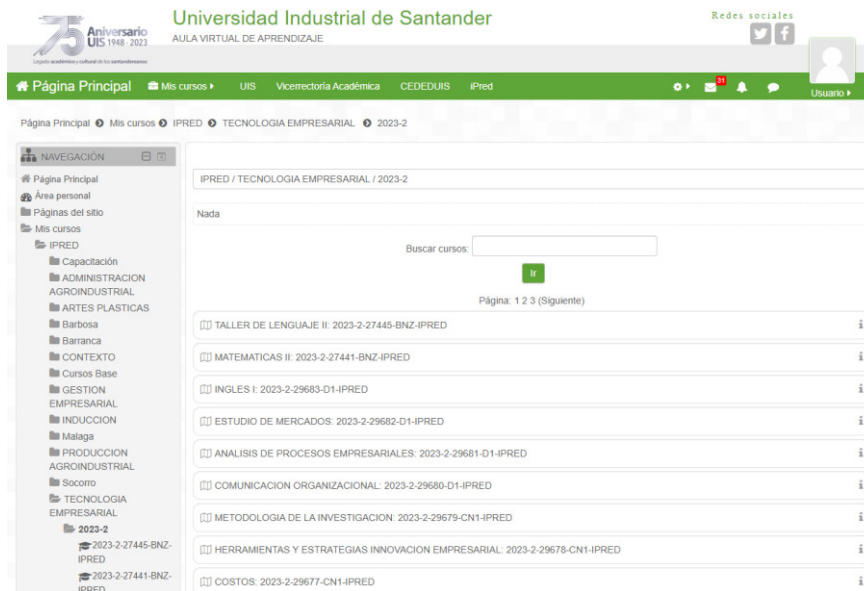 75
Aniversario
UIS 1948 - 2023
Legado académico y cultural de los santandereanos
Universidad Industrial de Santander
AULA VIRTUAL DE APRENDIZAJE
Redes sociales
Página Principal Mis cursos UIS Vicerrectoría Académica CEDEDUIS iPred 31 Usuario
Página Principal Mis cursos IPRED TECNOLOGIA EMPRESARIAL 2023-2
NAVEGACIÓN
Página Principal
Área personal
Páginas del sitio
Mis cursos
IPRED
Capacitación
ADMINISTRACION
AGROINDUSTRIAL
ARTES PLASTICAS
Barbosa
Barranca
CONTEXTO
Cursos Base
GESTION
EMPRESARIAL
INDUCCION
Malaga
PRODUCCION
AGROINDUSTRIAL
Socorro
TECNOLOGIA
EMPRESARIAL
2023-2
2023-2-27445-BNZ-
IPRED
2023-2-27441-BNZ-
IPRED
IPRED / TECNOLOGIA EMPRESARIAL / 2023-2
Nada
Buscar cursos:
Ir
Página: 1 2 3 (Siguiente)
TALLER DE LENGUAJE II: 2023-2-27445-BNZ-IPRED
MATEMATICAS II: 2023-2-27441-BNZ-IPRED
INGLES I: 2023-2-29683-D1-IPRED
ESTUDIO DE MERCADOS: 2023-2-29682-D1-IPRED
ANALISIS DE PROCESOS EMPRESARIALES: 2023-2-29681-D1-IPRED
COMUNICACION ORGANIZACIONAL: 2023-2-29680-D1-IPRED
METODOLOGIA DE LA INVESTIGACION: 2023-2-29679-CN1-IPRED
HERRAMIENTAS Y ESTRATEGIAS INNOVACION EMPRESARIAL: 2023-2-29678-CN1-IPRED
COSTOS: 2023-2-29677-CN1-IPRED